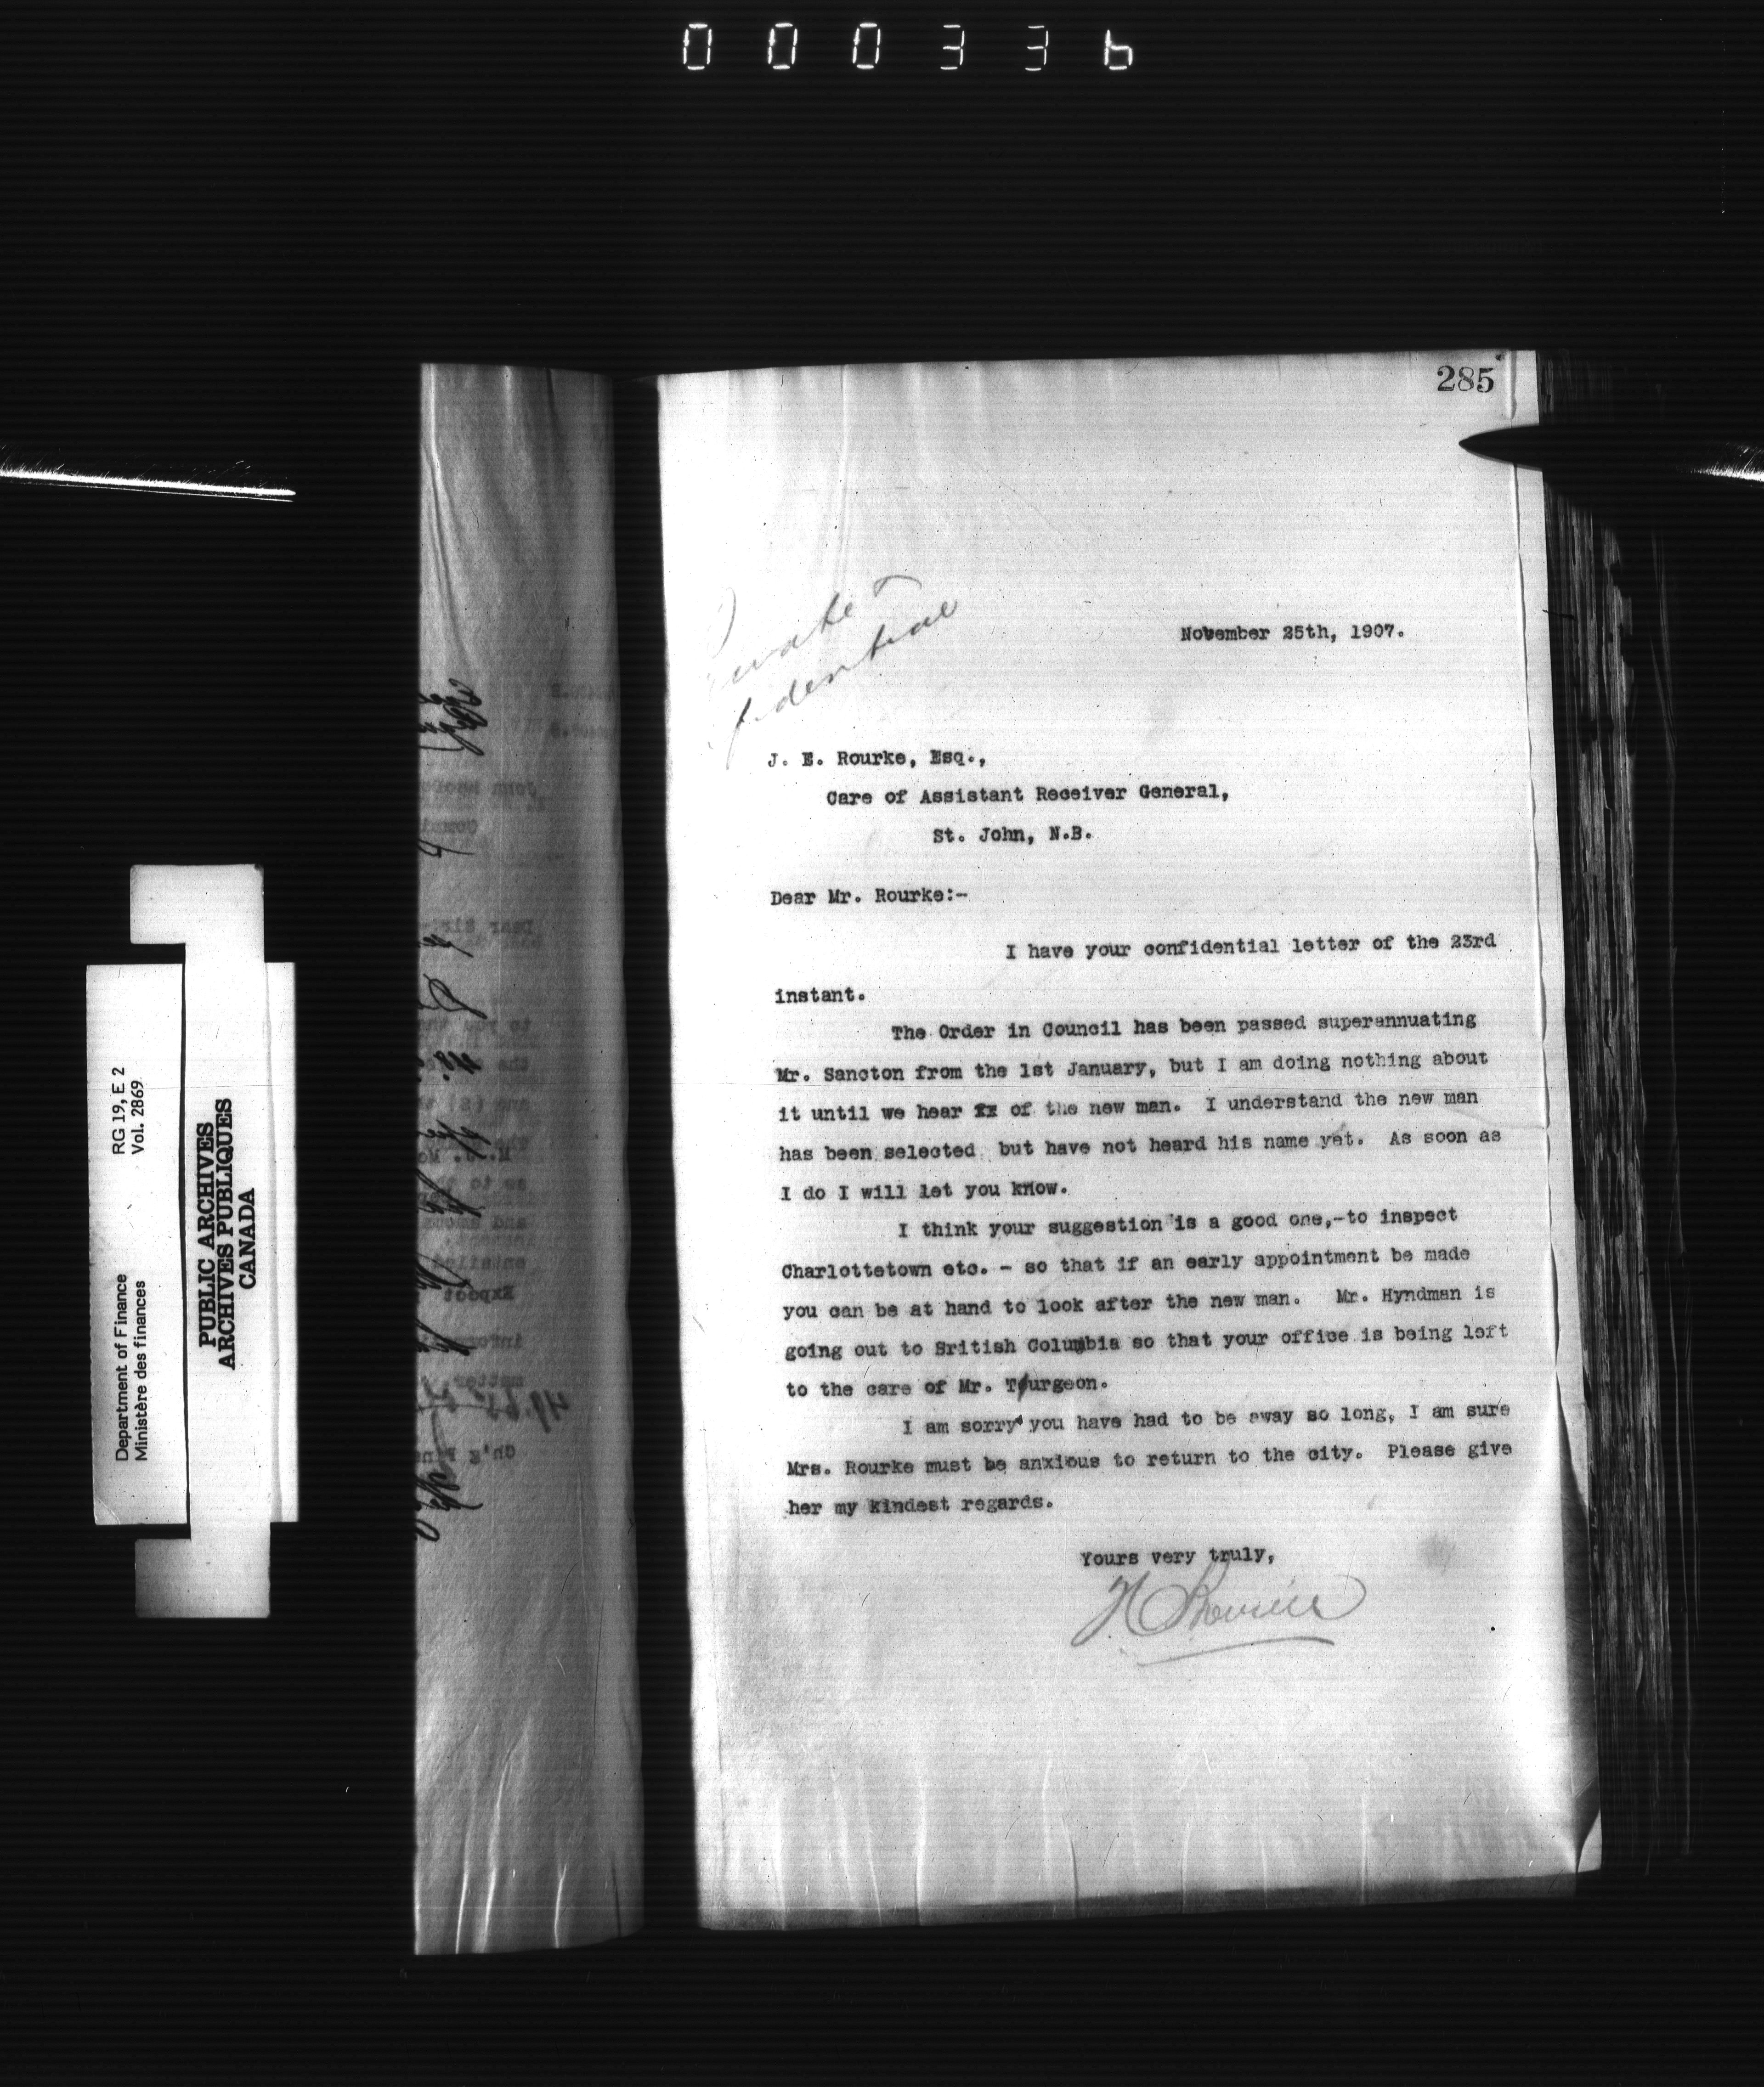 00033b
285
November 25th, 1907.
J. E. Rourke, Esq.,
Care of Assistant Receiver General,
St. John, N.B.
Dear Mr. Rourke:-
I have your confidential letter of the 23rd
instant.
The Order in Council has been passed superannuating
Mr. Sancton from the 1st January, but I am doing nothing about
it until we hear of the new man. I understand the new man
has been selected but have not heard his name yet. As soon as
I do I will let you know.
I think your suggestion is a good one,-to inspect
Charlottetown etc. - so that if an early appointment be made
you can be at hand to look after the new man. Mr. Hyndman is
going out to British Columbia so that your office is being left
to the care of Mr. Turgeon.
I am sorry you have had to be away so long, I am sure
Mrs. Rourke must be anxious to return to the city. Please give
her my kindest regards.
Yours very truly,
Department of Finance RG 19, E 2
Ministère des finances Vol. 2869
PUBLIC ARCHIVES
ARCHIVES PUBLIQUES
CANADA